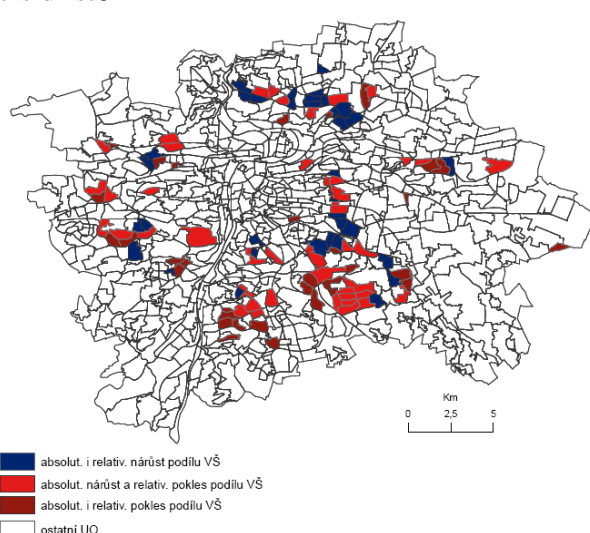 Km
0 2,5 5
absolut. i relativ. nárůst podílu VŠ
absolut. nárůst a relativ. pokles podílu VŠ
absolut. i relativ. pokles podílu VŠ
ostatní UO